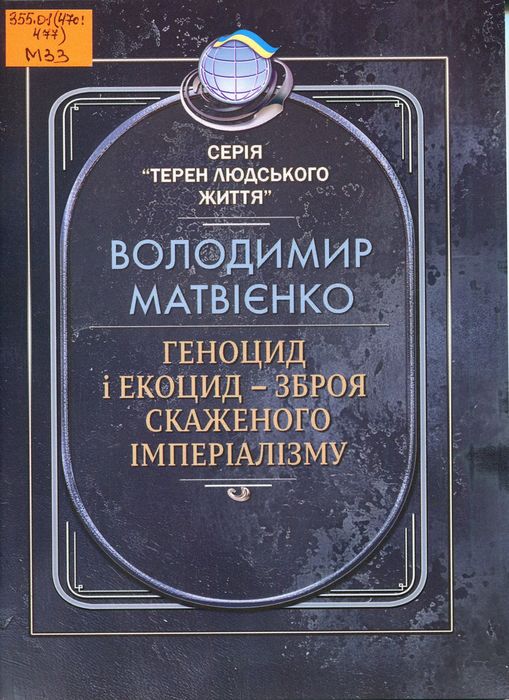 355.01(470:
477)
М33
СЕРІЯ
“ТЕРЕН ЛЮДСЬКОГО
ЖИТТЯ”
ВОЛОДИМИР
МАТВІЄНКО
ГЕНОЦИД
і ЕКОЦИД – ЗБРОЯ
СКАЖЕНОГО
ІМПЕРІАЛІЗМУ